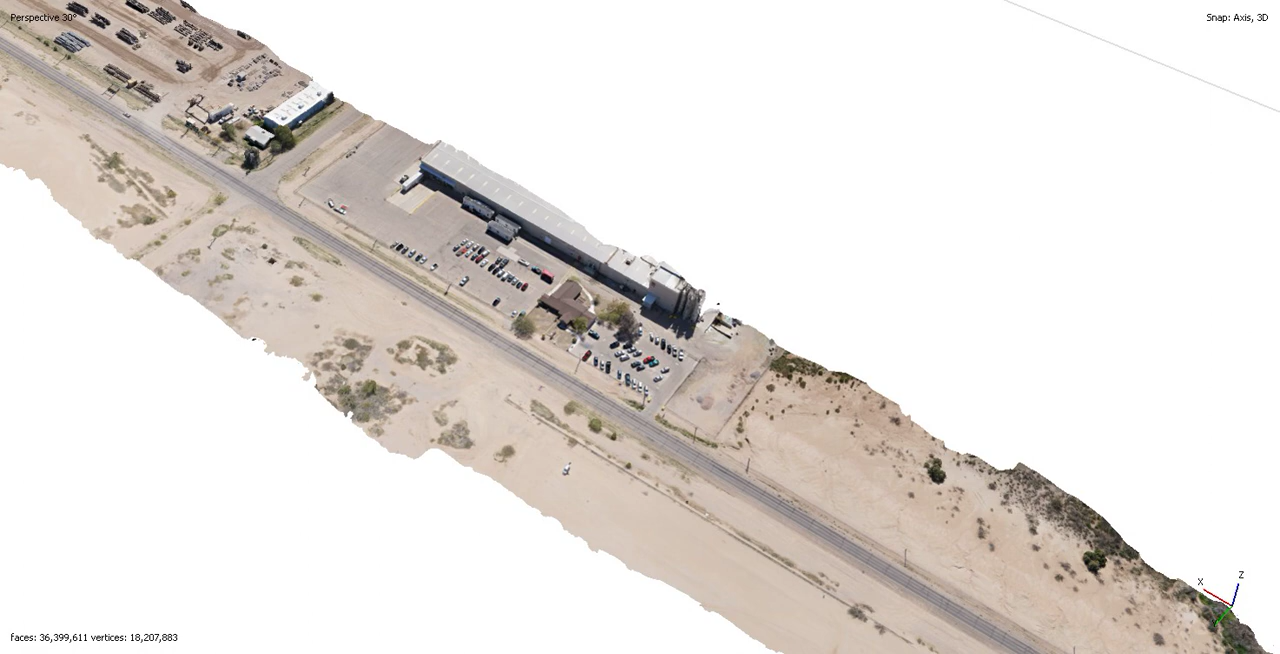 Perspective 30°
Snap: Axis, 3D
X
Z
faces: 36,399,611 vertices: 18,207,883